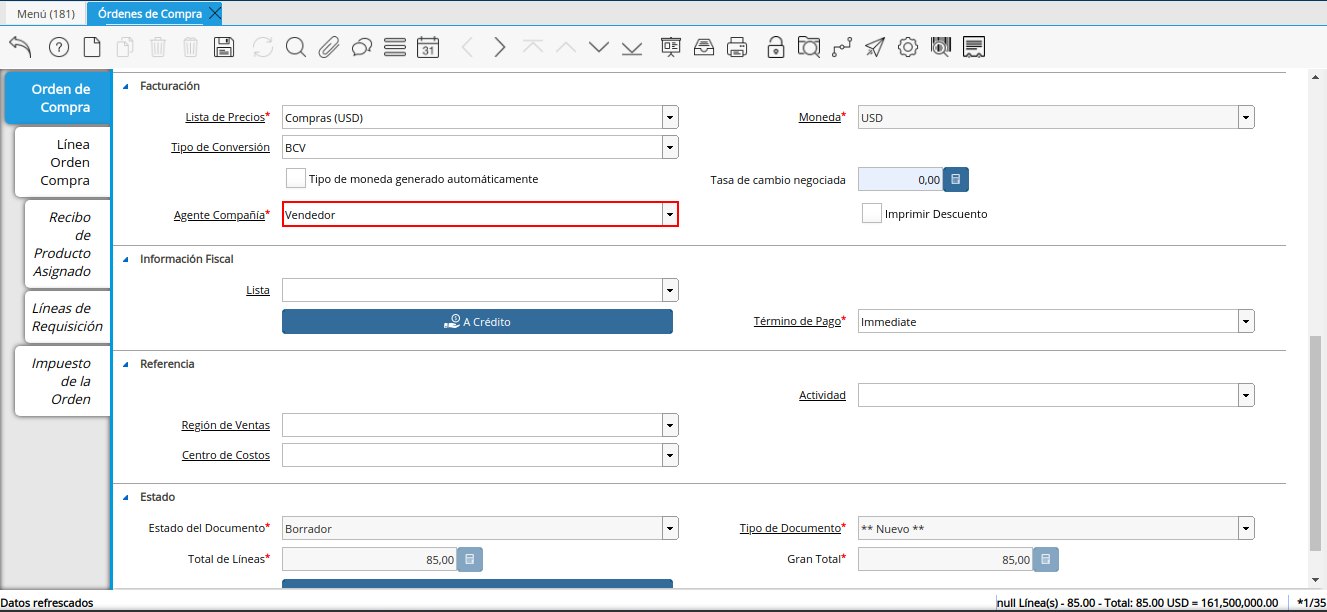 Menú (181)
Órdenes de Compra
31
Orden de
Compra
Línea
Orden
Compra
Recibo
de
Producto
Asignado
Líneas de
Requisición
Impuesto
de la
Orden
Facturación
Lista de Precios* Compras (USD)
Moneda* USD
Tipo de Conversión BCV
Tipo de moneda generado automáticamente
Tasa de cambio negociada 0,00
Agente Compañía* Vendedor
Imprimir Descuento
Información Fiscal
Lista
A Crédito
Término de Pago* Immediate
Referencia
Actividad
Región de Ventas
Centro de Costos
Estado
Estado del Documento* Borrador
Tipo de Documento* ** Nuevo **
Total de Líneas* 85,00
Gran Total* 85,00
Datos refrescados
null Línea(s) - 85.00 - Total: 85.00 USD = 161,500,000.00
*1/35